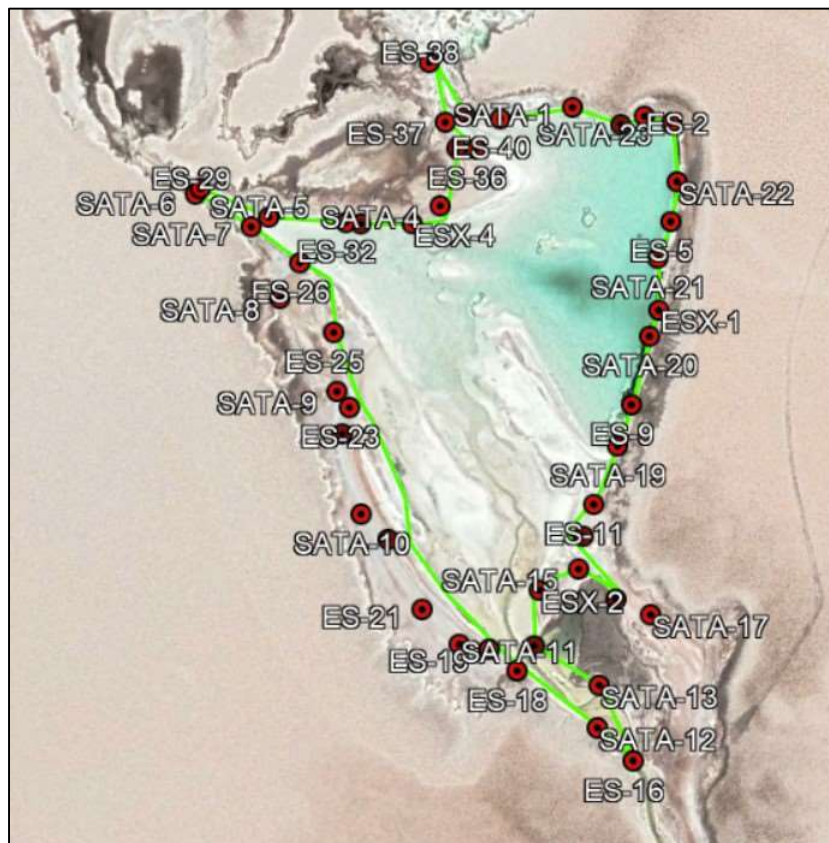 ES-38
SATA-1
SATA-23
ES-2
ES-37
ES-40
ES-29
SATA-6
SATA-5
ES-36
SATA-22
SATA-7
SATA-4
ESX-4
ES-32
ES-5
ES-26
SATA-8
SATA-21
ESX-1
ES-25
SATA-20
SATA-9
ES-23
ES-9
SATA-19
SATA-10
ES-11
SATA-15
ESX-2
ES-21
SATA-17
ES-19
SATA-11
ES-18
SATA-13
SATA-12
ES-16